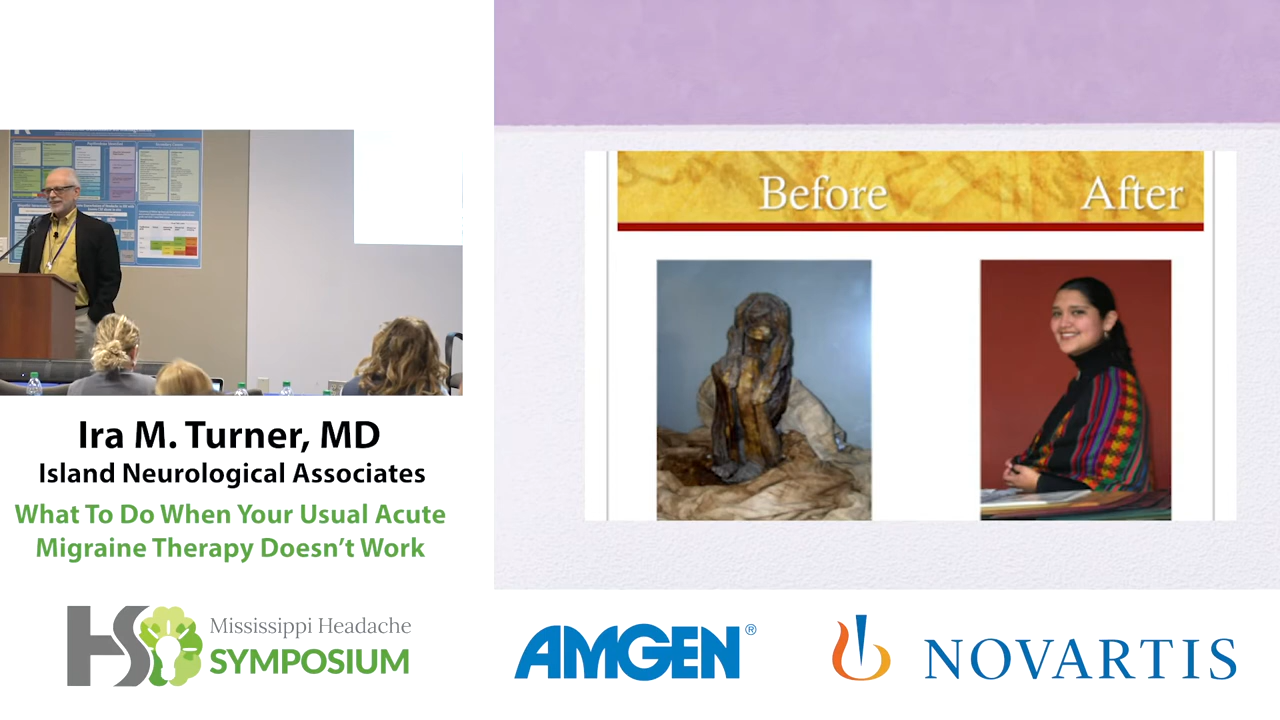 Before After
Ira M. Turner, MD
Island Neurological Associates
What To Do When Your Usual Acute
Migraine Therapy Doesn't Work
HS
Mississippi Headache
SYMPOSIUM
AMGEN®
NOVARTIS